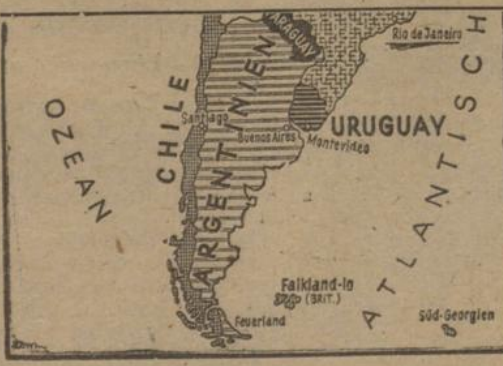 PARAGUAY
Rio de Janeiro
OZEAN
CHILE
ARGENTINIEN
Santiago
Buenos Aires
URUGUAY
Montevideo
ATLANTISCH
Falkland-In
(BRIT.)
Feuerland
Süd-Georgien